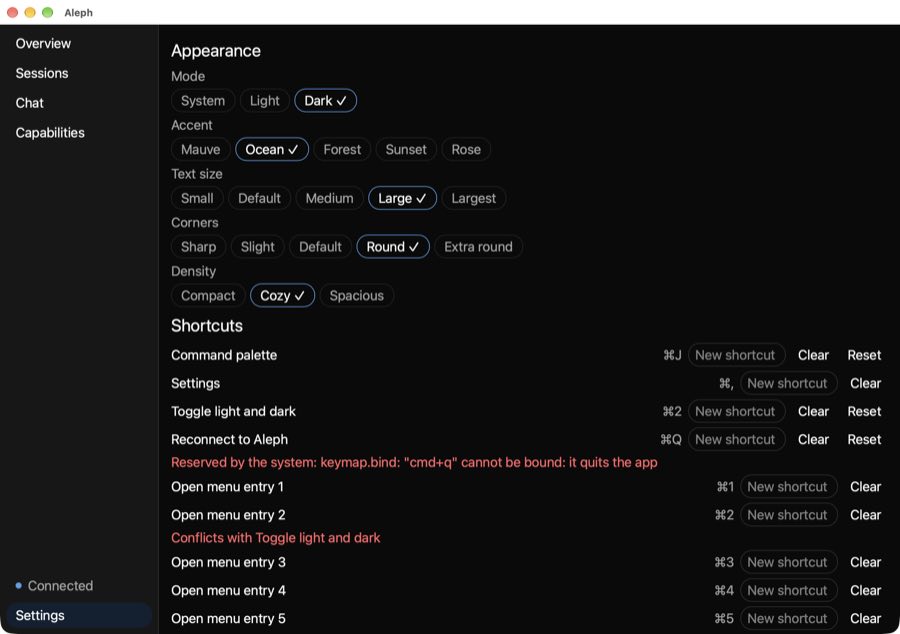 Aleph
Overview
Sessions
Chat
Capabilities
Connected
Settings
Appearance
Mode
System Light Dark ✓
Accent
Mauve Ocean ✓ Forest Sunset Rose
Text size
Small Default Medium Large ✓ Largest
Corners
Sharp Slight Default Round ✓ Extra round
Density
Compact Cozy ✓ Spacious
Shortcuts
Command palette ⌘J New shortcut Clear Reset
Settings ⌘, New shortcut Clear
Toggle light and dark ⌘2 New shortcut Clear Reset
Reconnect to Aleph ⌘Q New shortcut Clear Reset
Reserved by the system: keymap.bind: "cmd+q" cannot be bound: it quits the app
Open menu entry 1 ⌘1 New shortcut Clear
Open menu entry 2 ⌘2 New shortcut Clear
Conflicts with Toggle light and dark
Open menu entry 3 ⌘3 New shortcut Clear
Open menu entry 4 ⌘4 New shortcut Clear
Open menu entry 5 ⌘5 New shortcut Clear